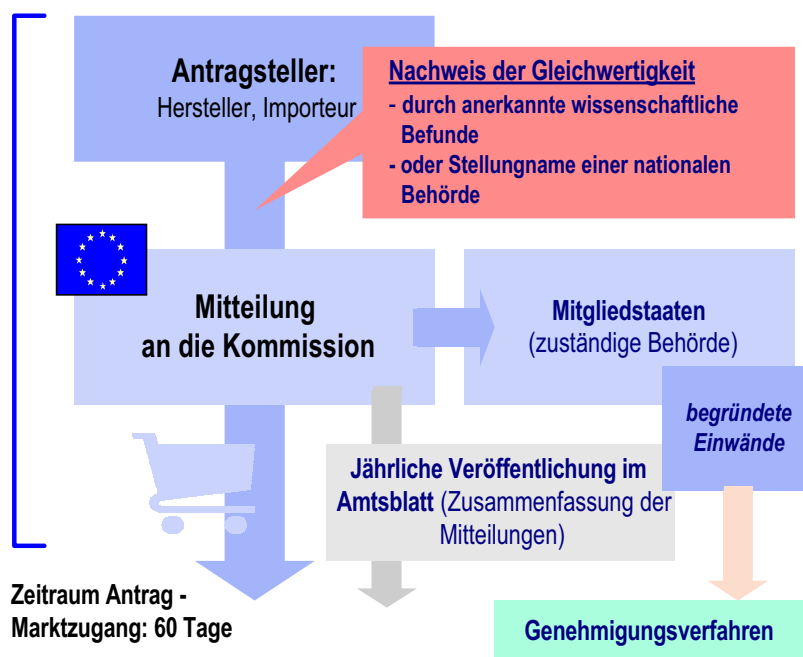 Antragsteller:
Hersteller, Importeur
Nachweis der Gleichwertigkeit
- durch anerkannte wissenschaftliche
Befunde
- oder Stellungname einer nationalen
Behörde
Mitteilung
an die Kommission
Mitgliedstaaten
(zuständige Behörde)
begründete
Einwände
Jährliche Veröffentlichung im
Amtsblatt (Zusammenfassung der
Mitteilungen)
Zeitraum Antrag -
Marktzugang: 60 Tage
Genehmigungsverfahren